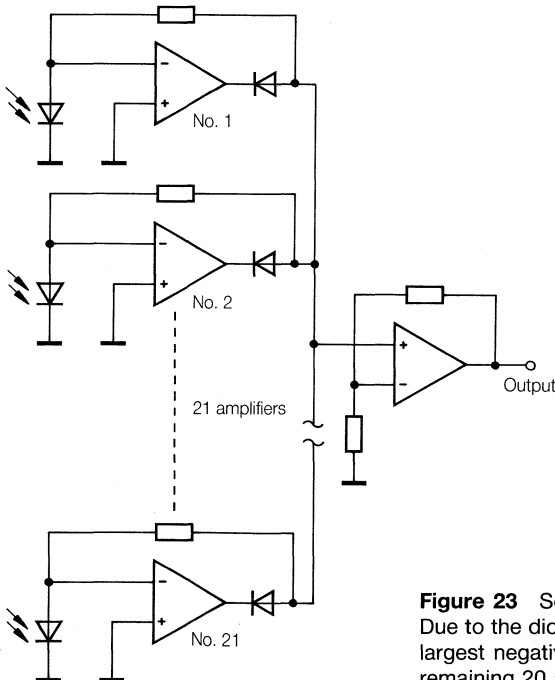 −
+
No. 1
−
+
No. 2
21 amplifiers
+
−
Output
−
+
No. 21
Figure 23 Se
Due to the dio
largest negativ
remaining 20